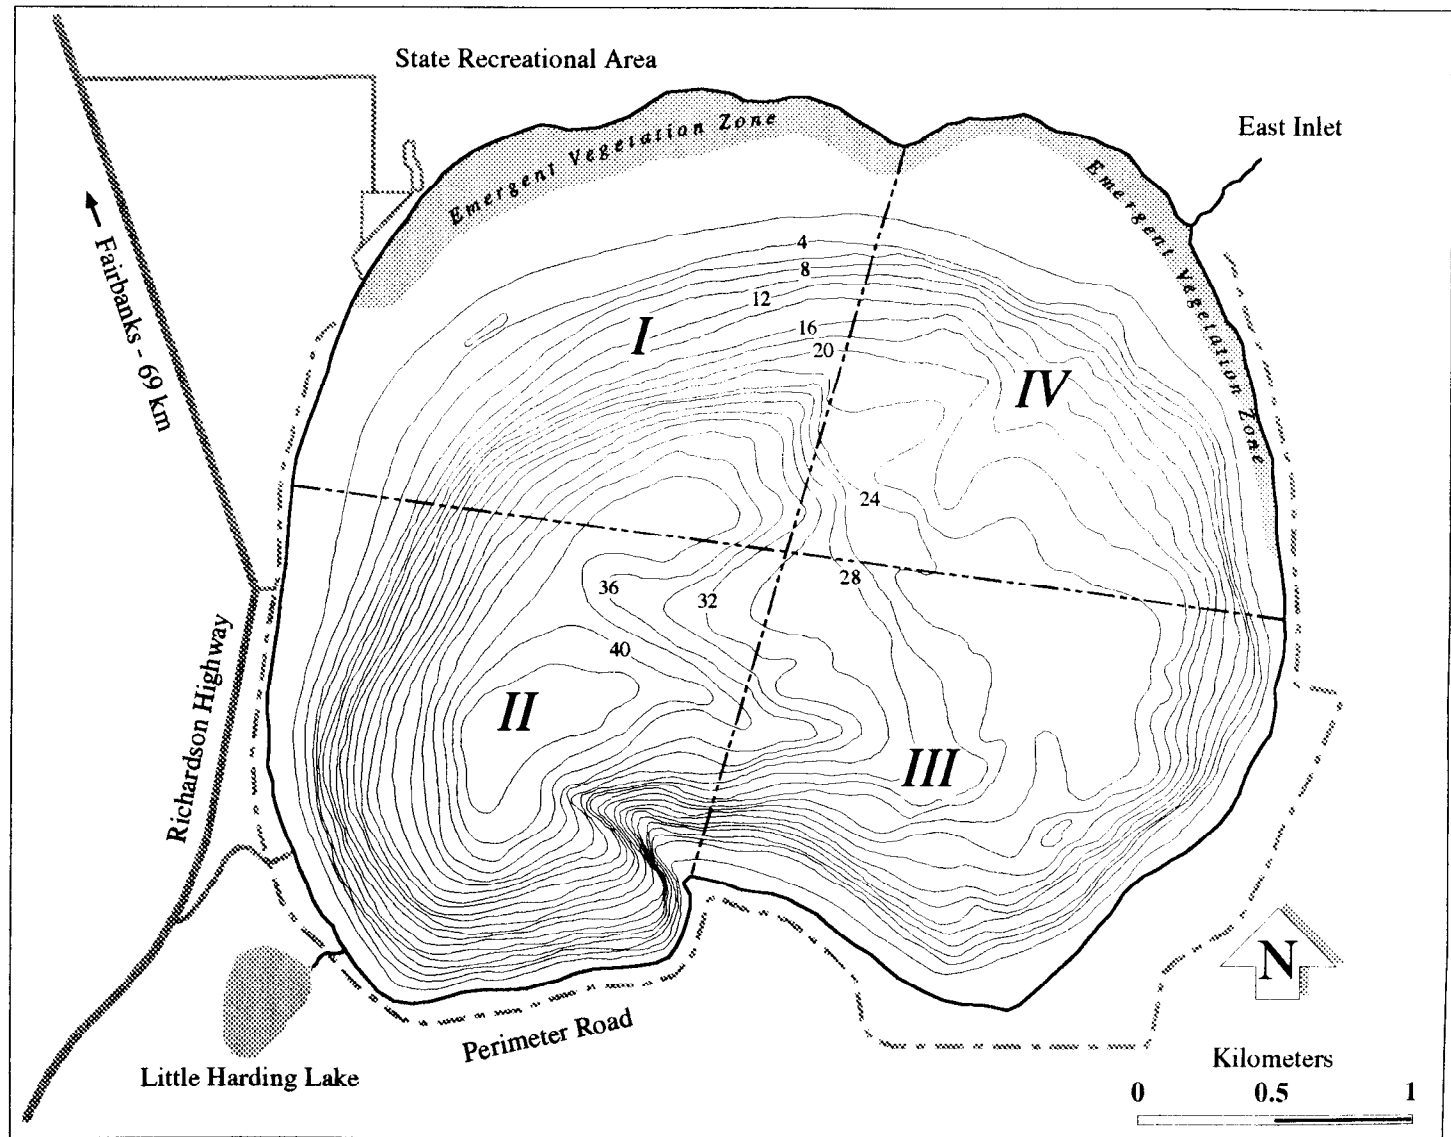 State Recreational Area
East Inlet
Emergent Vegetation Zone
Emergent Vegetation Zone
Fairbanks - 69 km
4
8
12
16
20
I
IV
24
28
36
32
40
II
III
Richardson Highway
N
Perimeter Road
Little Harding Lake
Kilometers
0 0.5 1